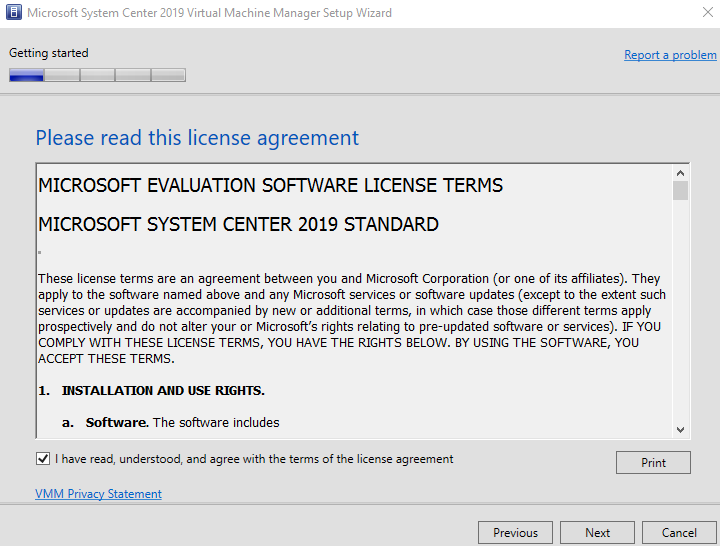 Microsoft System Center 2019 Virtual Machine Manager Setup Wizard
Getting started
Report a problem
Please read this license agreement
MICROSOFT EVALUATION SOFTWARE LICENSE TERMS
MICROSOFT SYSTEM CENTER 2019 STANDARD
These license terms are an agreement between you and Microsoft Corporation (or one of its affiliates). They
apply to the software named above and any Microsoft services or software updates (except to the extent such
services or updates are accompanied by new or additional terms, in which case those different terms apply
prospectively and do not alter your or Microsoft’s rights relating to pre-updated software or services). IF YOU
COMPLY WITH THESE LICENSE TERMS, YOU HAVE THE RIGHTS BELOW. BY USING THE SOFTWARE, YOU
ACCEPT THESE TERMS.
1. INSTALLATION AND USE RIGHTS.
a. Software. The software includes
I have read, understood, and agree with the terms of the license agreement
Print
VMM Privacy Statement
Previous
Next
Cancel